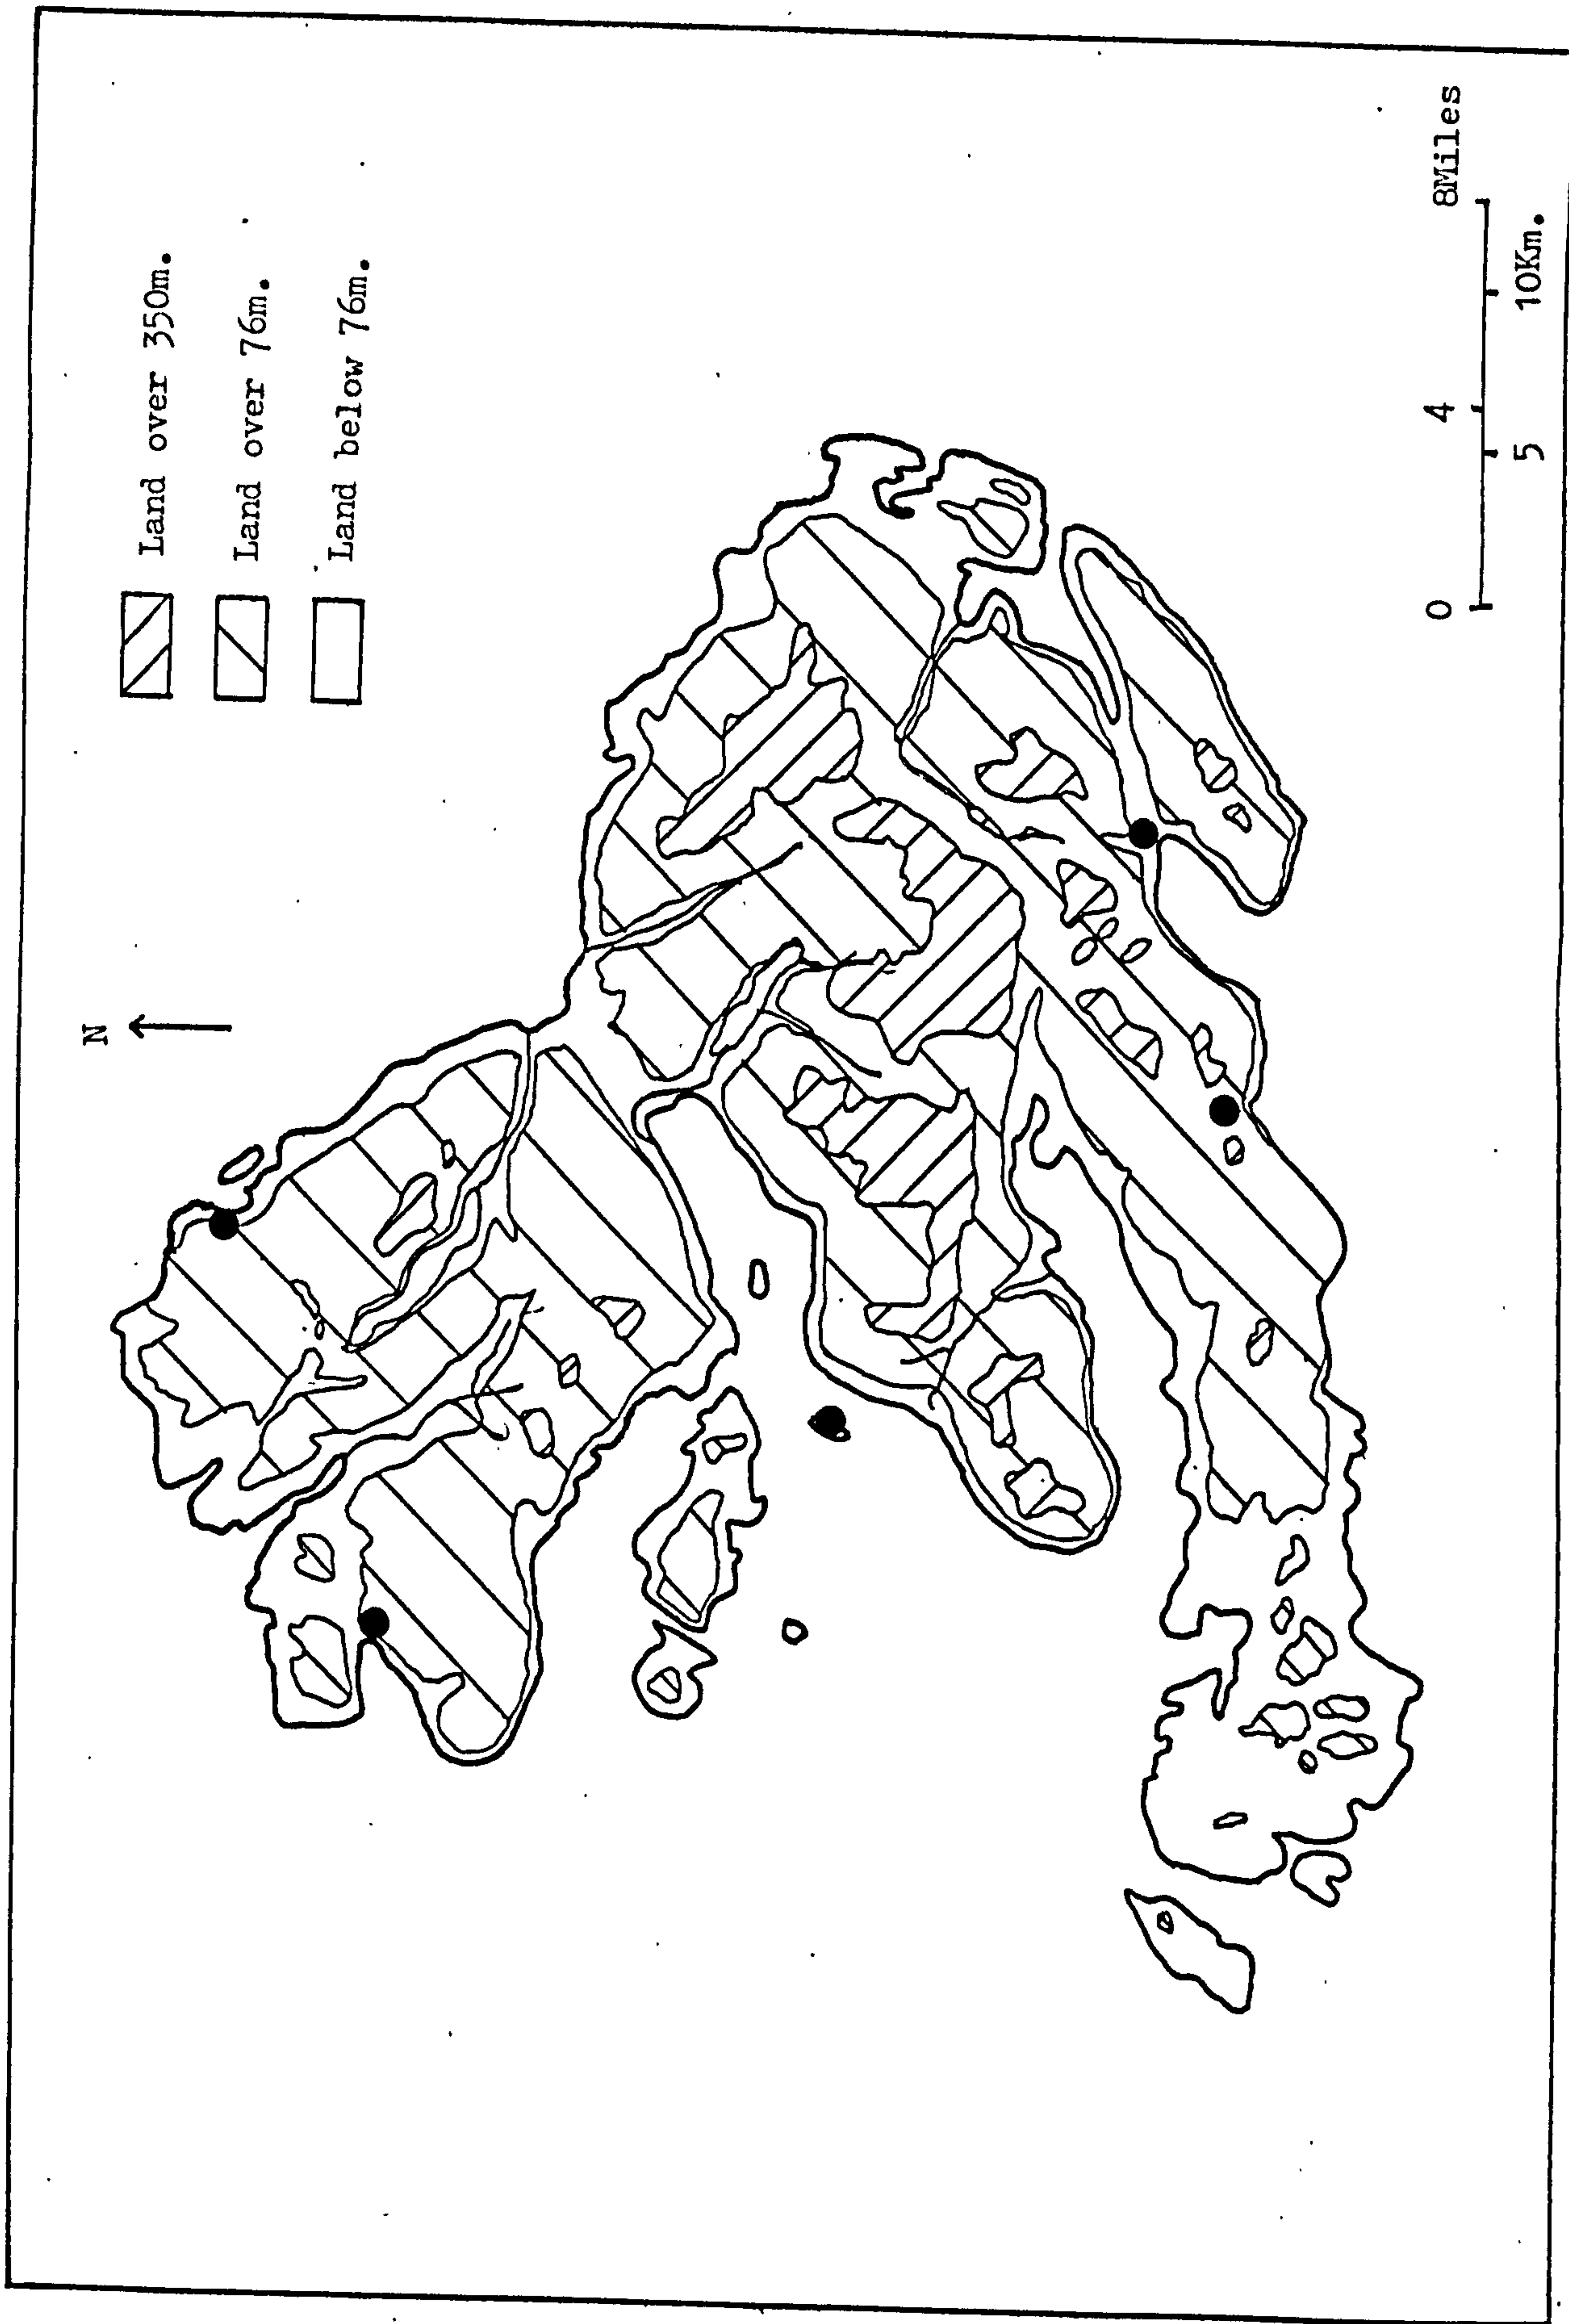 N
Land over 350m.
Land over 76m.
Land below 76m.
0 4 8Miles
5 10Km.